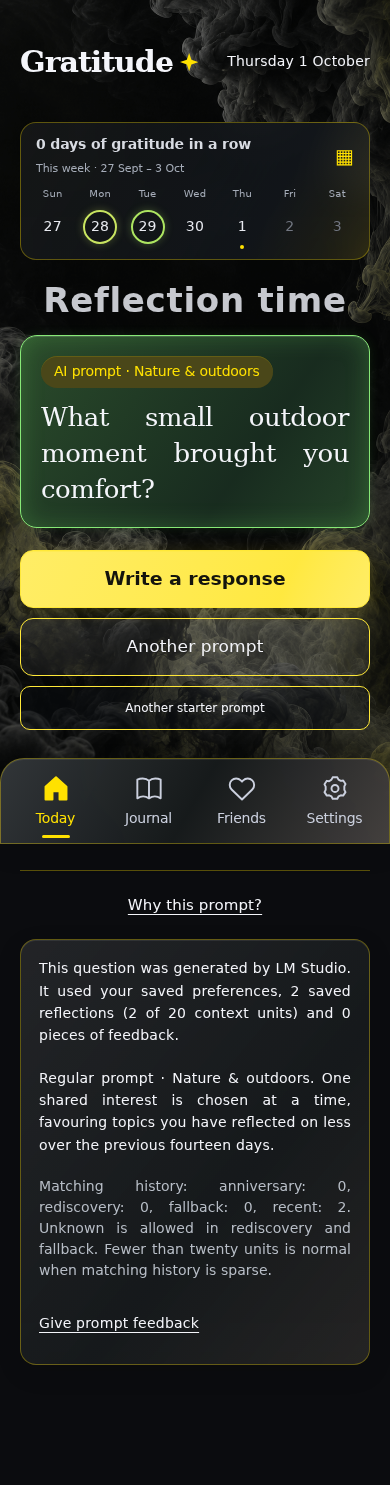 Gratitude
Thursday 1 October
0 days of gratitude in a row
This week · 27 Sept – 3 Oct
Sun Mon Tue Wed Thu Fri Sat
27 28 29 30 1 2 3
Reflection time
AI prompt · Nature & outdoors
What small outdoor
moment brought you
comfort?
Write a response
Another prompt
Another starter prompt
Today Journal Friends Settings
Why this prompt?
This question was generated by LM Studio.
It used your saved preferences, 2 saved
reflections (2 of 20 context units) and 0
pieces of feedback.
Regular prompt · Nature & outdoors. One
shared interest is chosen at a time,
favouring topics you have reflected on less
over the previous fourteen days.
Matching history: anniversary: 0,
rediscovery: 0, fallback: 0, recent: 2.
Unknown is allowed in rediscovery and
fallback. Fewer than twenty units is normal
when matching history is sparse.
Give prompt feedback